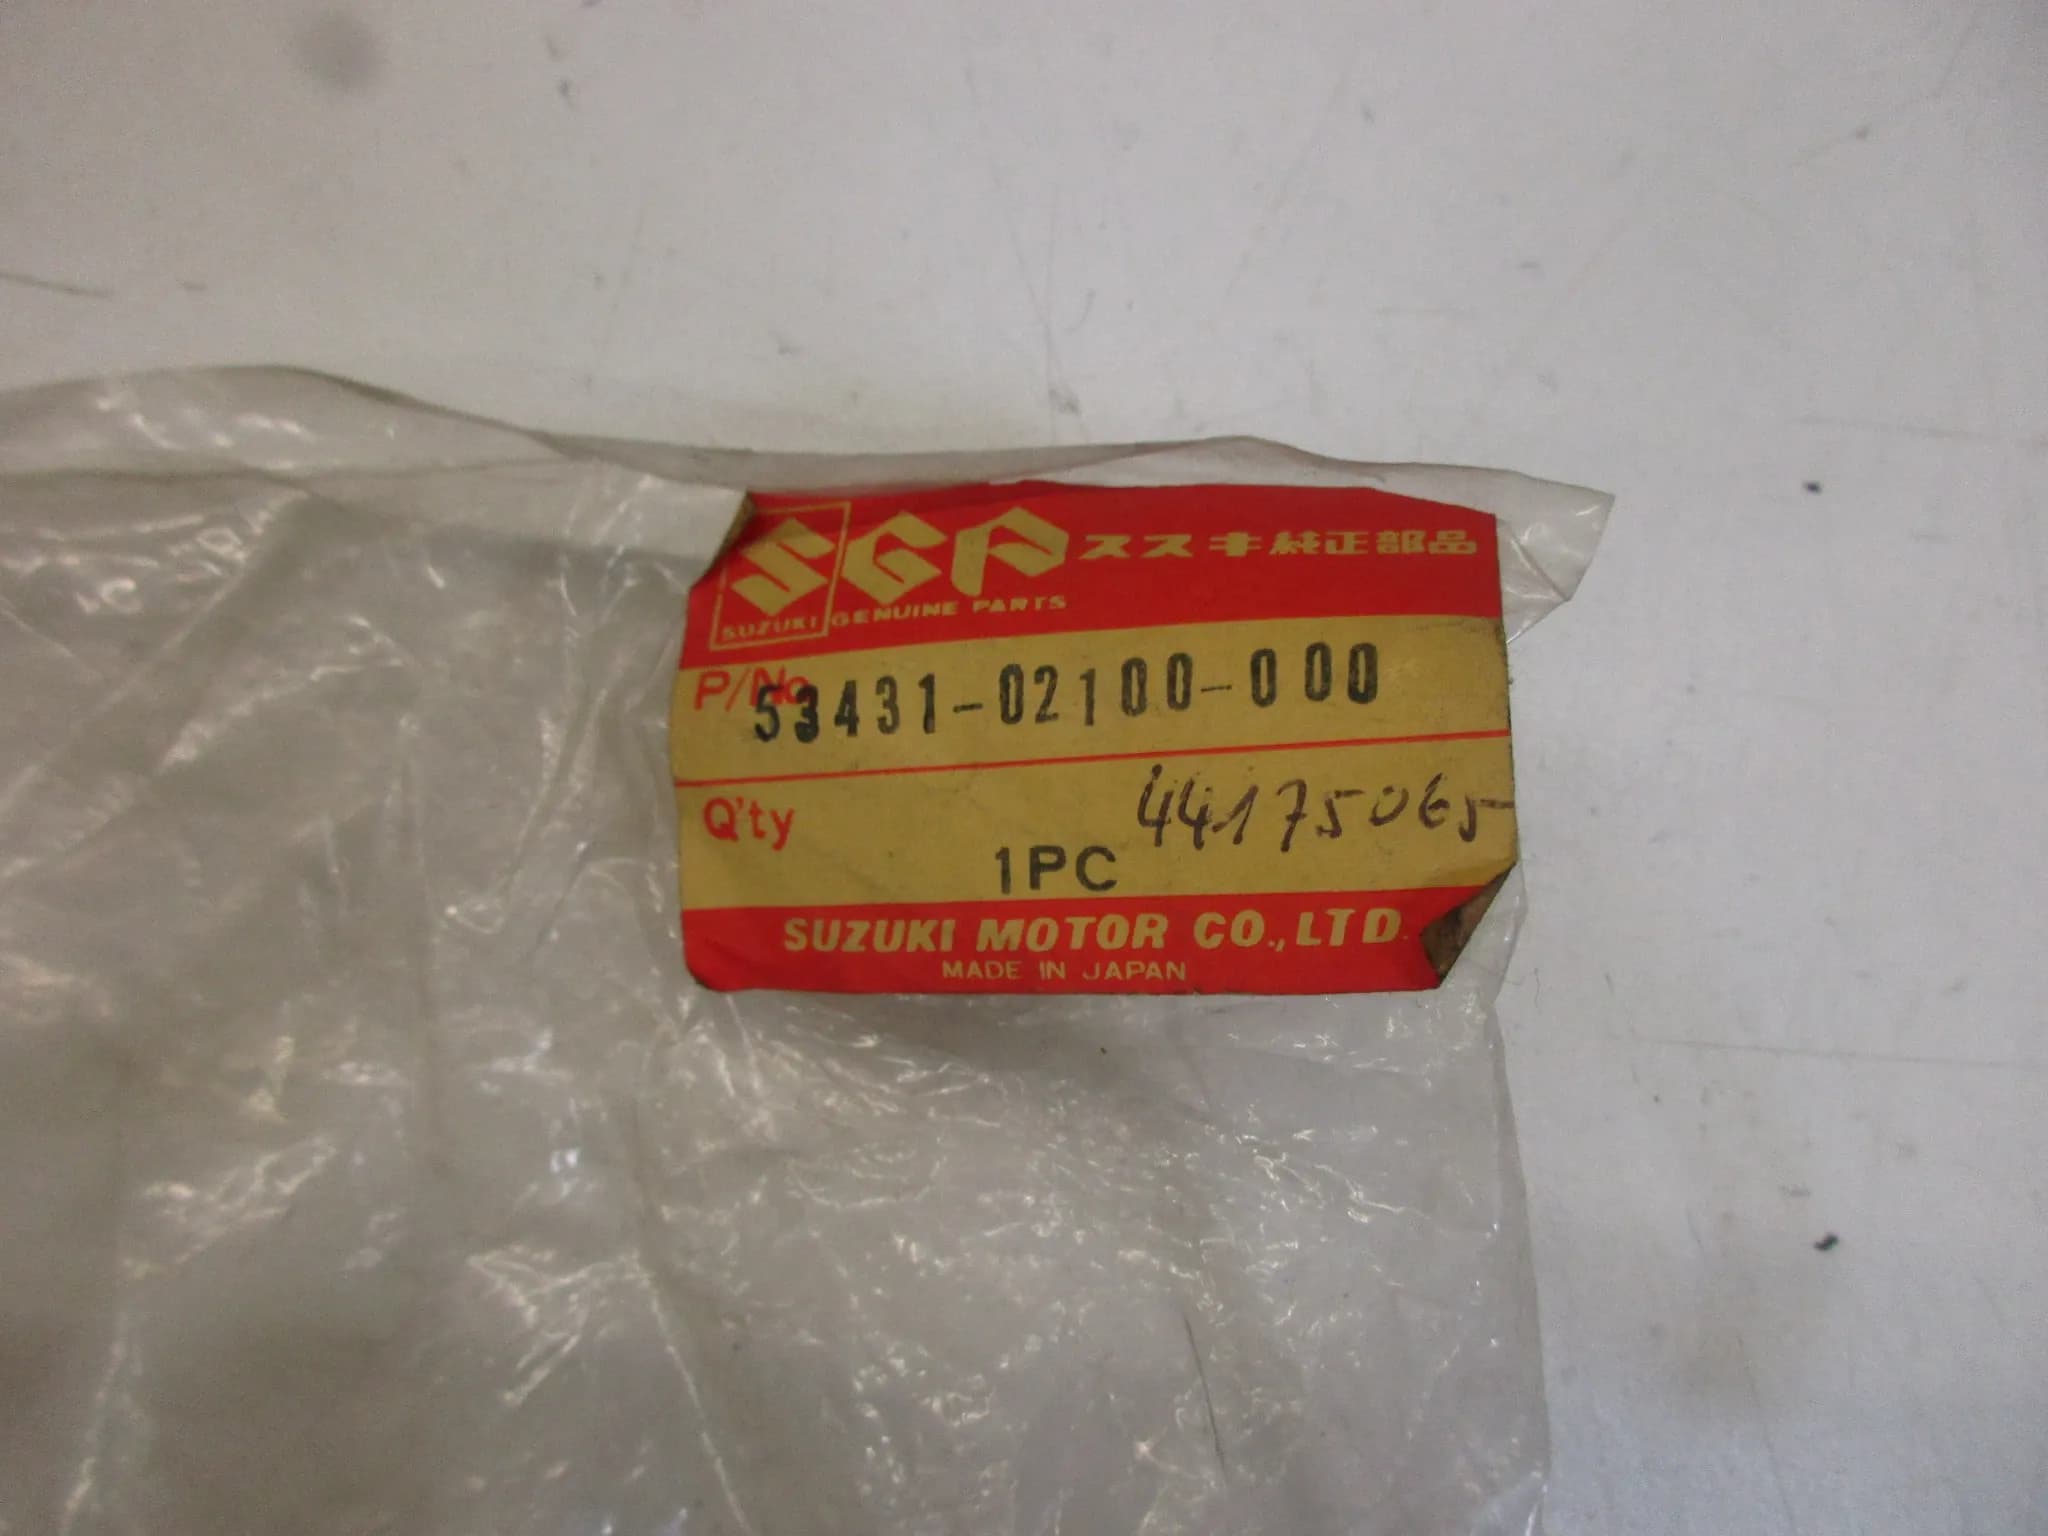 SGP スズキ純正部品
SUZUKI GENUINE PARTS
P/No. 53431-02100-000
Q'ty 44175065
1PC
SUZUKI MOTOR CO., LTD.
MADE IN JAPAN